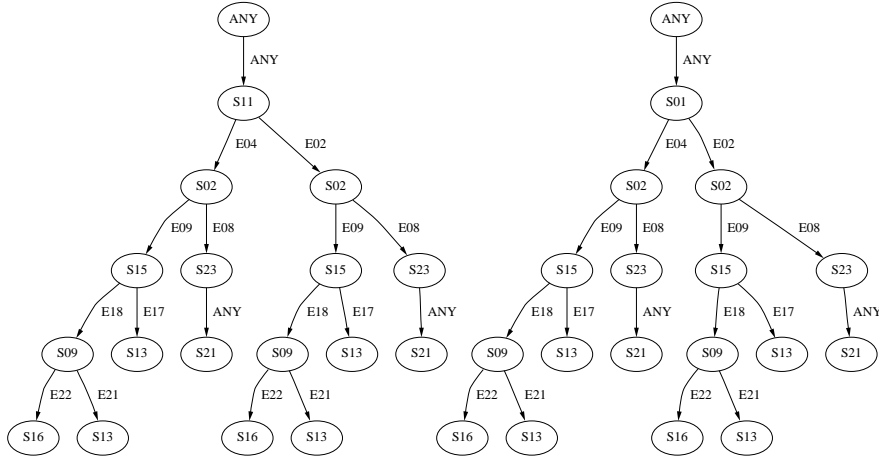 ANY ANY
ANY ANY
S11 S01
E04 E02 E04 E02
S02 S02 S02 S02
E09 E08 E09 E08 E09 E08 E09 E08
S15 S23 S15 S23 S15 S23 S15 S23
E18 E17 ANY E18 E17 ANY E18 E17 ANY E18 E17 ANY
S09 S13 S21 S09 S13 S21 S09 S13 S21 S09 S13 S21
E22 E21 E22 E21 E22 E21 E22 E21
S16 S13 S16 S13 S16 S13 S16 S13